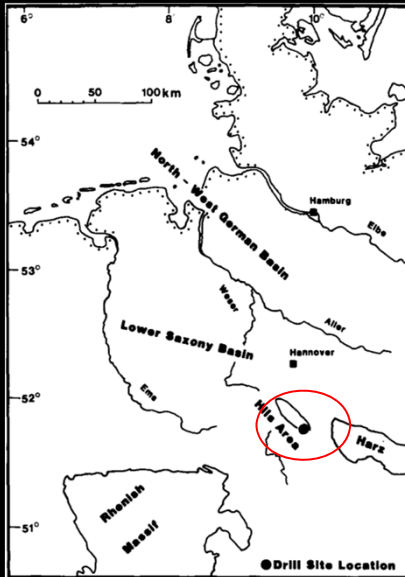 6° 8° 10°
0 50 100 km
54°
North - West German Basin
Hamburg
Elbe
53°
Weser
Aller
Lower Saxony Basin
Hannover
Ems
52°
Hils Area
Harz
Rhenish
Massif
51°
Drill Site Location